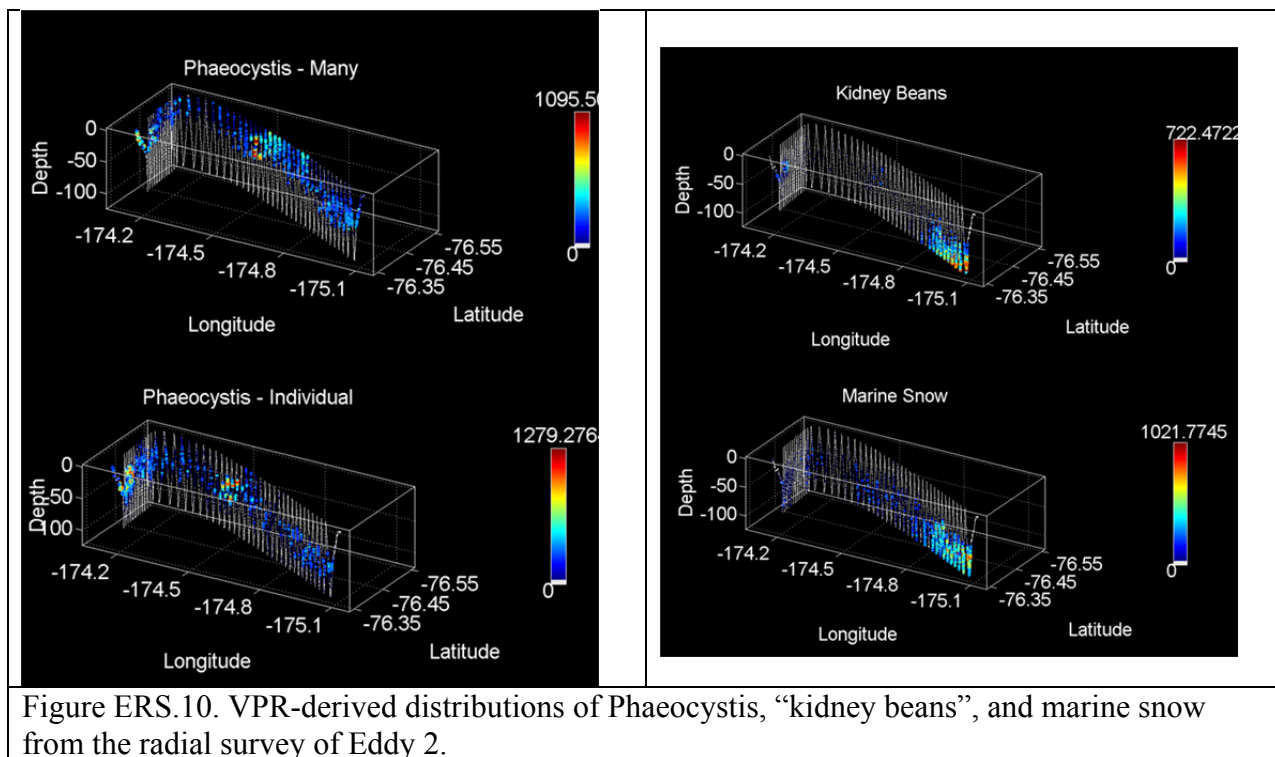 Phaeocystis - Many
1095.50
0
-50
-100
Depth
0
-174.2
-174.5
-174.8
-175.1
-76.55
-76.45
-76.35
Latitude
Longitude
Phaeocystis - Individual
1279.2764
0
-50
-100
Depth
0
-174.2
-174.5
-174.8
-175.1
-76.55
-76.45
-76.35
Latitude
Longitude
Kidney Beans
722.4722
0
-50
-100
Depth
0
-174.2
-174.5
-174.8
-175.1
-76.55
-76.45
-76.35
Latitude
Longitude
Marine Snow
1021.7745
0
-50
-100
Depth
0
-174.2
-174.5
-174.8
-175.1
-76.55
-76.45
-76.35
Latitude
Longitude
Figure ERS.10. VPR-derived distributions of Phaeocystis, “kidney beans”, and marine snow
from the radial survey of Eddy 2.